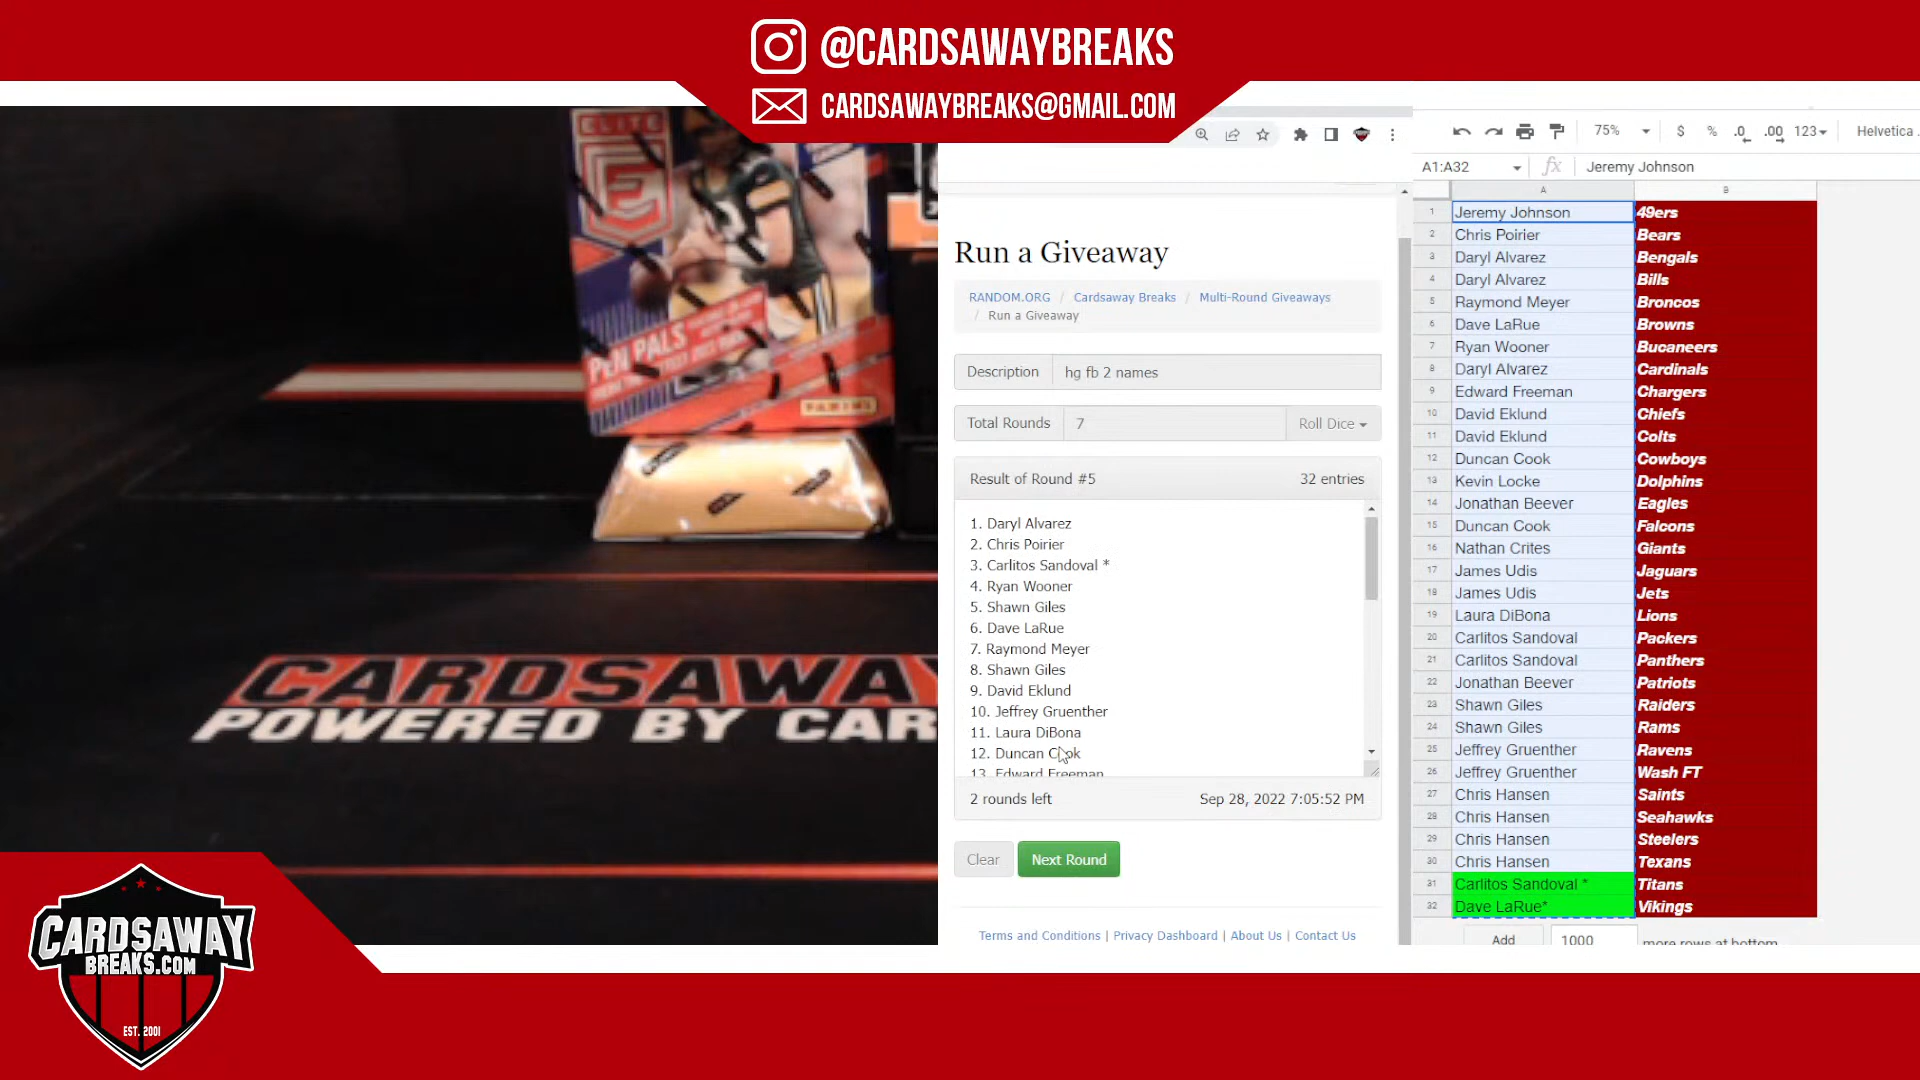 @CARDSAWAYBREAKS
CARDSAWAYBREAKS@GMAIL.COM
ELITE
E
PEN PALS
PANINI
CARDSAWAY
POWERED BY CAR
CARDSAWAY
BREAKS.COM
EST. 2001
Run a Giveaway
RANDOM.ORG / Cardsaway Breaks / Multi-Round Giveaways
/ Run a Giveaway
Description hg fb 2 names
Total Rounds 7 Roll Dice
Result of Round #5 32 entries
1. Daryl Alvarez
2. Chris Poirier
3. Carlitos Sandoval *
4. Ryan Wooner
5. Shawn Giles
6. Dave LaRue
7. Raymond Meyer
8. Shawn Giles
9. David Eklund
10. Jeffrey Gruenther
11. Laura DiBona
12. Duncan Cook
13. Edward Freeman
2 rounds left Sep 28, 2022 7:05:52 PM
Clear Next Round
Terms and Conditions | Privacy Dashboard | About Us | Contact Us
75% $ % .0 .00 123 Helvetica
A1:A32 fx Jeremy Johnson
A B
1 Jeremy Johnson 49ers
2 Chris Poirier Bears
3 Daryl Alvarez Bengals
4 Daryl Alvarez Bills
5 Raymond Meyer Broncos
6 Dave LaRue Browns
7 Ryan Wooner Bucaneers
8 Daryl Alvarez Cardinals
9 Edward Freeman Chargers
10 David Eklund Chiefs
11 David Eklund Colts
12 Duncan Cook Cowboys
13 Kevin Locke Dolphins
14 Jonathan Beever Eagles
15 Duncan Cook Falcons
16 Nathan Crites Giants
17 James Udis Jaguars
18 James Udis Jets
19 Laura DiBona Lions
20 Carlitos Sandoval Packers
21 Carlitos Sandoval Panthers
22 Jonathan Beever Patriots
23 Shawn Giles Raiders
24 Shawn Giles Rams
25 Jeffrey Gruenther Ravens
26 Jeffrey Gruenther Wash FT
27 Chris Hansen Saints
28 Chris Hansen Seahawks
29 Chris Hansen Steelers
30 Chris Hansen Texans
31 Carlitos Sandoval * Titans
32 Dave LaRue* Vikings
Add 1000 more rows at bottom